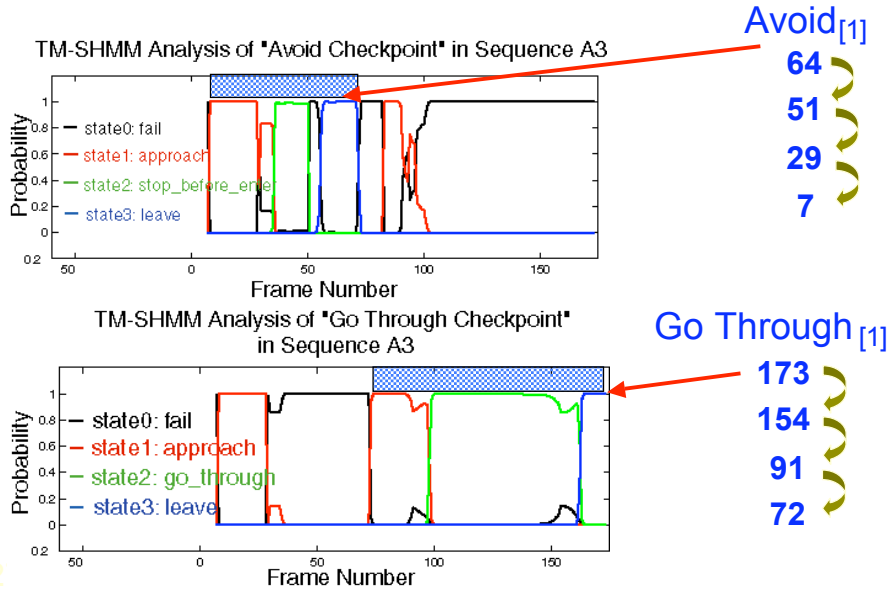 TM-SHMM Analysis of "Avoid Checkpoint" in Sequence A3
Probability
1
0.8
0.6
0.4
0.2
0
0.2
state0: fail
state1: approach
state2: stop_before_enter
state3: leave
50 0 50 100 150
Frame Number
Avoid[1]
64
51
29
7
TM-SHMM Analysis of "Go Through Checkpoint"
in Sequence A3
Probability
1
0.8
0.6
0.4
0.2
0
0.2
state0: fail
state1: approach
state2: go_through
state3: leave
50 0 50 100 150
Frame Number
Go Through [1]
173
154
91
72